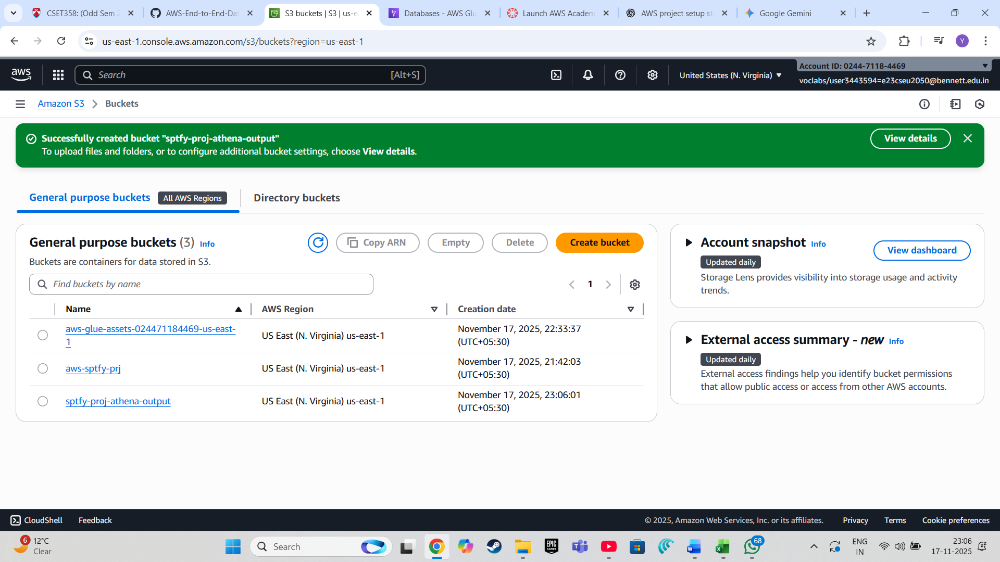 CSET358: (Odd Sem 2
AWS-End-to-End-Dat
S3 buckets | S3 | us-e
Databases - AWS Glu
Launch AWS Academ
AWS project setup st
Google Gemini
us-east-1.console.aws.amazon.com/s3/buckets?region=us-east-1
Y
aws
Search
[Alt+S]
United States (N. Virginia)
Account ID: 0244-7118-4469
voclabs/user3443594=e23cseu2050@bennett.edu.in
Amazon S3
Buckets
Successfully created bucket "sptfy-proj-athena-output"
To upload files and folders, or to configure additional bucket settings, choose View details.
View details
General purpose buckets
All AWS Regions
Directory buckets
General purpose buckets (3) Info
Copy ARN
Empty
Delete
Create bucket
Buckets are containers for data stored in S3.
Find buckets by name
1
Name
AWS Region
Creation date
aws-glue-assets-024471184469-us-east-
1
US East (N. Virginia) us-east-1
November 17, 2025, 22:33:37
(UTC+05:30)
aws-sptfy-prj
US East (N. Virginia) us-east-1
November 17, 2025, 21:42:03
(UTC+05:30)
sptfy-proj-athena-output
US East (N. Virginia) us-east-1
November 17, 2025, 23:06:01
(UTC+05:30)
Account snapshot Info
Updated daily
View dashboard
Storage Lens provides visibility into storage usage and activity
trends.
External access summary - new Info
Updated daily
External access findings help you identify bucket permissions
that allow public access or access from other AWS accounts.
CloudShell
Feedback
© 2025, Amazon Web Services, Inc. or its affiliates.
Privacy
Terms
Cookie preferences
6
12°C
Clear
Search
EPIC
GAMES
68
ENG
IN
23:06
17-11-2025